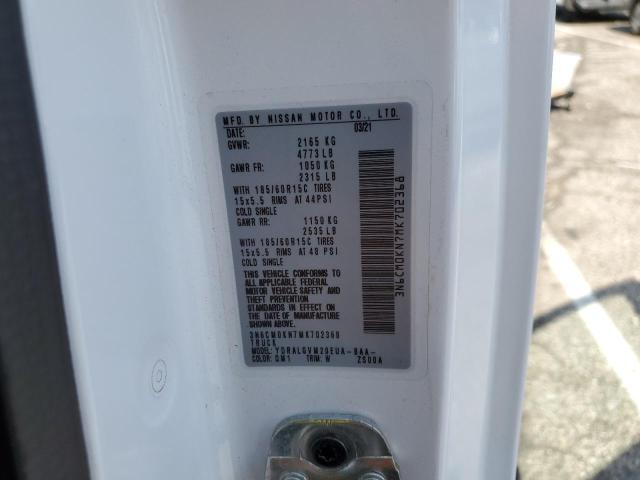 MFD. BY NISSAN MOTOR CO., LTD.
DATE: 03/21
GVWR: 2165 KG
4773 LB
GAWR FR: 1050 KG
2315 LB
WITH 185/60R15C TIRES
15x5.5 RIMS AT 44PSI
COLD SINGLE
GAWR RR: 1150 KG
2535 LB
WITH 185/60R15C TIRES
15x5.5 RIMS AT 48 PSI
COLD SINGLE
THIS VEHICLE CONFORMS TO
ALL APPLICABLE FEDERAL
MOTOR VEHICLE SAFETY AND
THEFT PREVENTION
STANDARDS IN EFFECT ON
THE DATE OF MANUFACTURE
SHOWN ABOVE.
3N6CM0KN7MK702368
TRUCK
MODEL: YDRALGVM20EUA-BAA-
COLOR: QM1 TRIM: W ZS00A
3N6CM0KN7MK702368